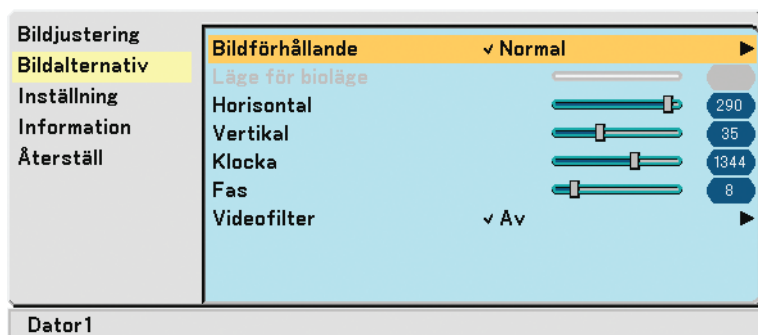 Bildjustering
Bildalternativ
Inställning
Information
Återställ
Bildförhållande ✓ Normal
Läge för bioläge
Horisontal 290
Vertikal 35
Klocka 1344
Fas 8
Videofilter ✓ Av
Dator1